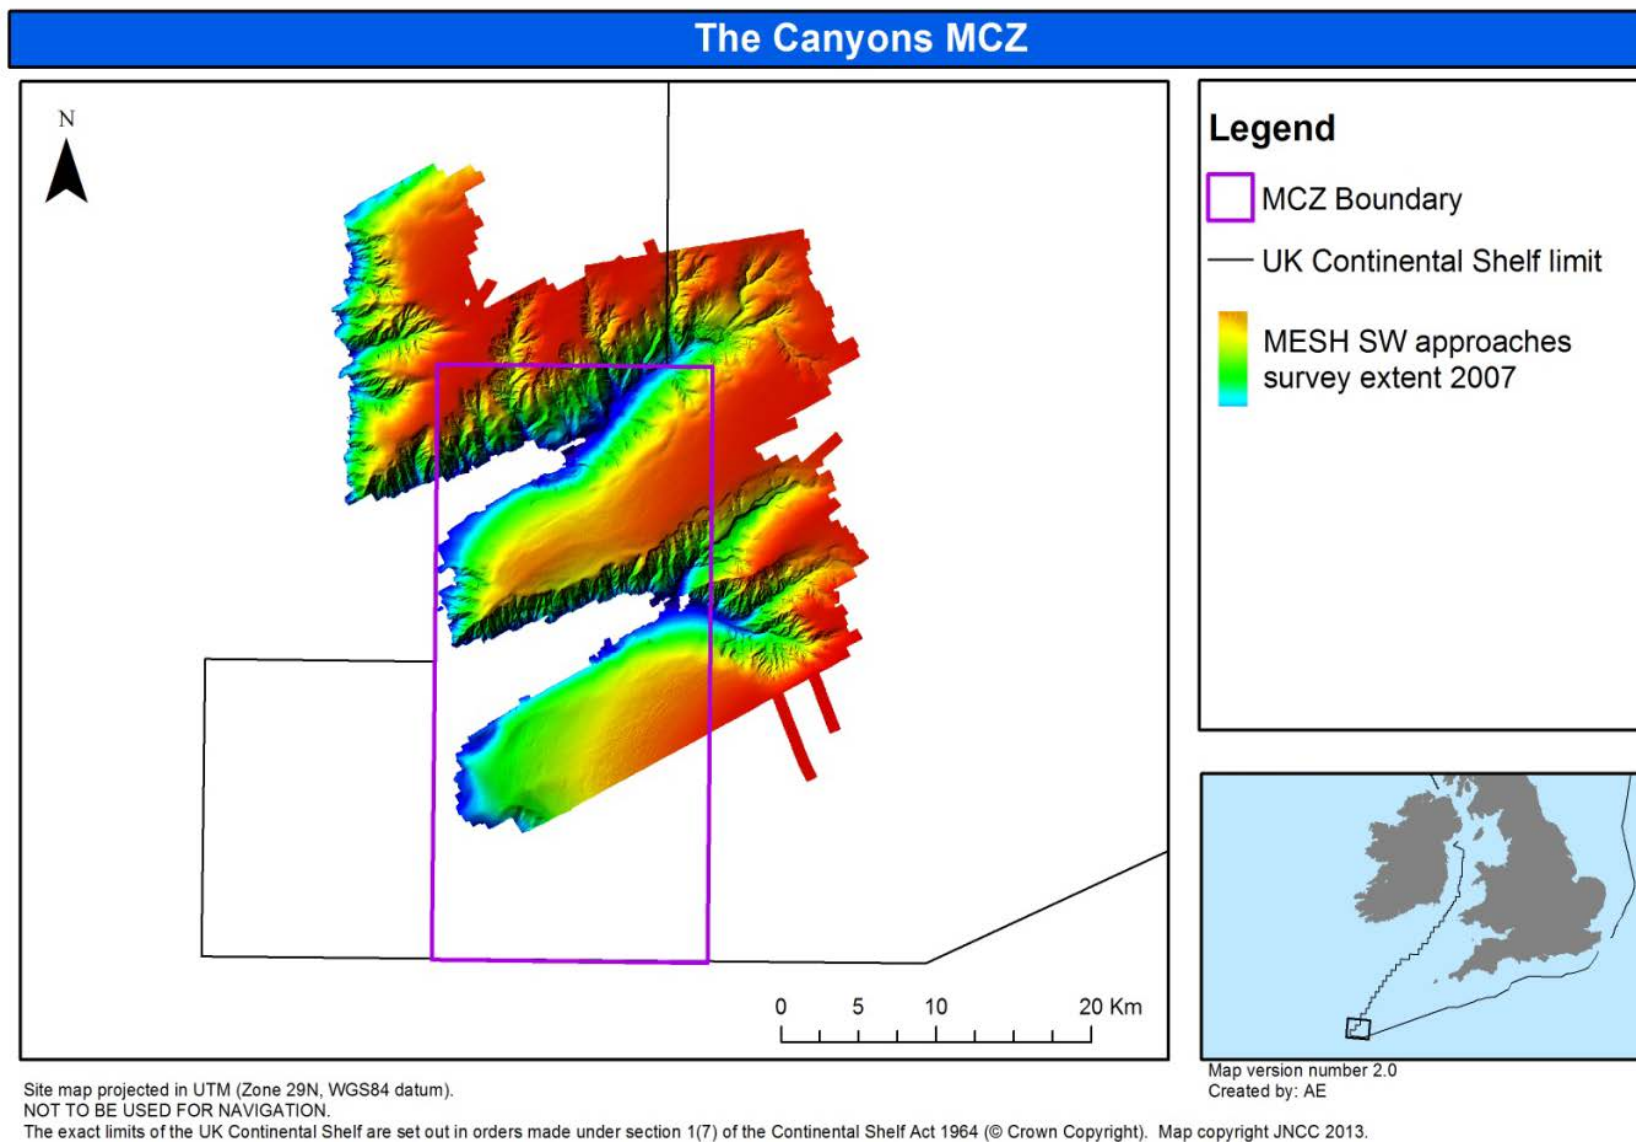 The Canyons MCZ
N
Legend
MCZ Boundary
UK Continental Shelf limit
MESH SW approaches
survey extent 2007
0 5 10 20 Km
Map version number 2.0
Created by: AE
Site map projected in UTM (Zone 29N, WGS84 datum).
NOT TO BE USED FOR NAVIGATION.
The exact limits of the UK Continental Shelf are set out in orders made under section 1(7) of the Continental Shelf Act 1964 (© Crown Copyright). Map copyright JNCC 2013.